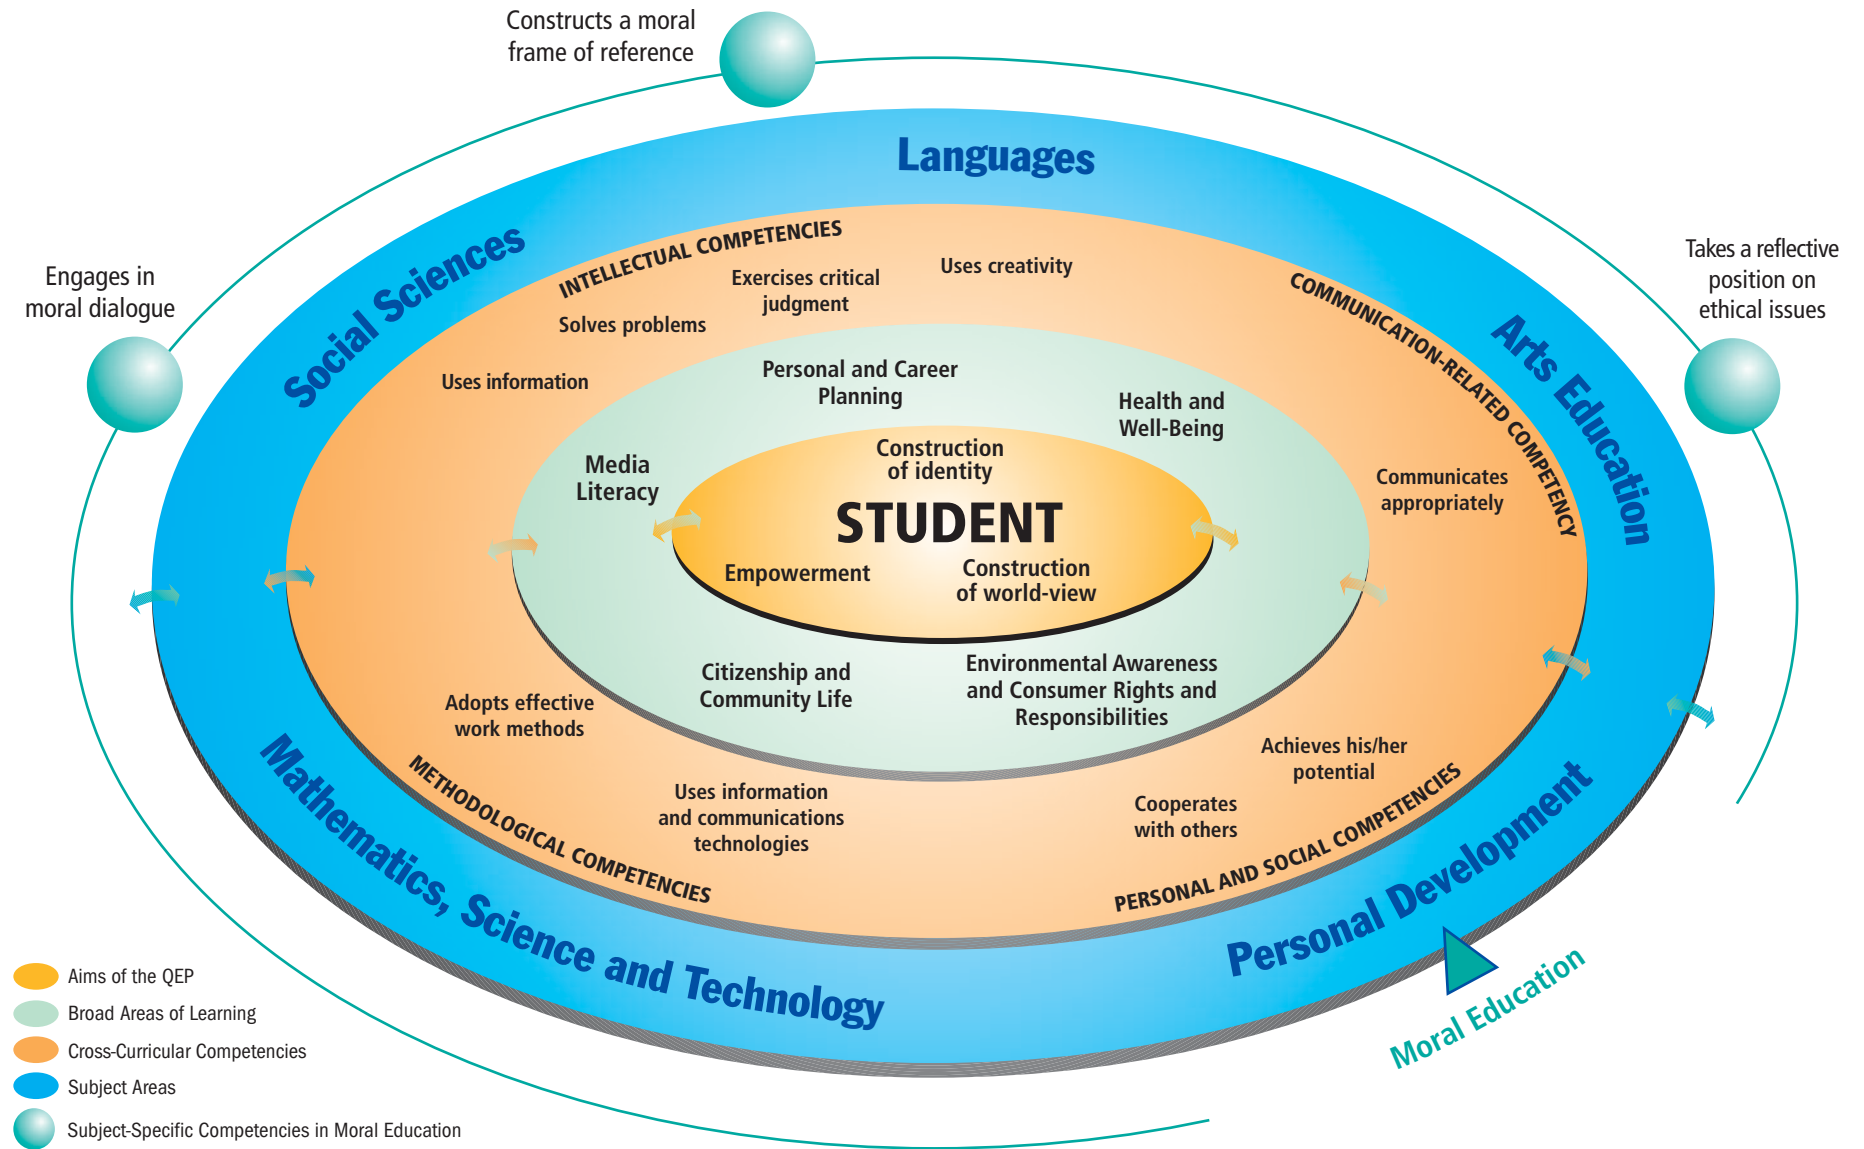 Constructs a moral
frame of reference
Engages in
moral dialogue
Takes a reflective
position on
ethical issues
Languages
Social Sciences
Arts Education
INTELLECTUAL COMPETENCIES
Exercises critical
judgment
Uses creativity
Solves problems
Uses information
COMMUNICATION-RELATED COMPETENCY
Communicates
appropriately
Personal and Career
Planning
Health and
Well-Being
Media
Literacy
Construction
of identity
STUDENT
Empowerment
Construction
of world-view
Citizenship and
Community Life
Environmental Awareness
and Consumer Rights and
Responsibilities
Adopts effective
work methods
Uses information
and communications
technologies
METHODOLOGICAL COMPETENCIES
Achieves his/her
potential
Cooperates
with others
PERSONAL AND SOCIAL COMPETENCIES
Mathematics, Science and Technology
Personal Development
Moral Education
Aims of the QEP
Broad Areas of Learning
Cross-Curricular Competencies
Subject Areas
Subject-Specific Competencies in Moral Education